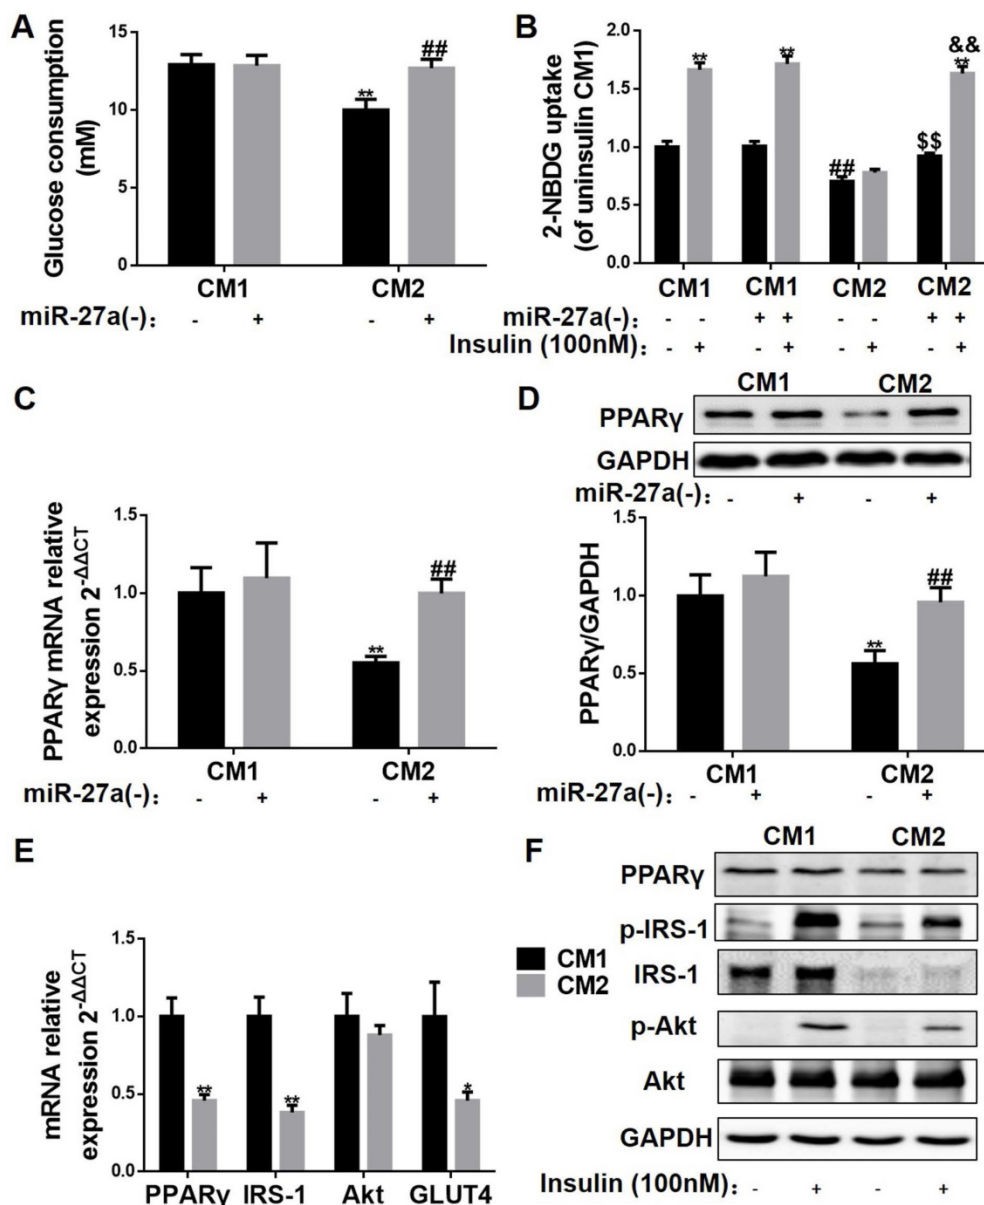 A
Glucose consumption
(mM)
15
10
5
0
**
##
CM1 CM2
miR-27a(-): - + - +
B
2-NBDG uptake
(of uninsulin CM1)
2.0
1.5
1.0
0.5
0.0
** ** ## $$ && **
CM1 CM1 CM2 CM2
miR-27a(-): - - + + - - + +
Insulin (100nM): - + - + - + - +
C
PPARγ mRNA relative
expression 2-ΔΔCT
1.5
1.0
0.5
0.0
**
##
CM1 CM2
miR-27a(-): - + - +
D
CM1 CM2
PPARγ
GAPDH
miR-27a(-): - + - +
PPARγ/GAPDH
1.5
1.0
0.5
0.0
**
##
CM1 CM2
miR-27a(-): - + - +
E
mRNA relative
expression 2-ΔΔCT
1.5
1.0
0.5
0.0
** ** *
PPARγ IRS-1 Akt GLUT4
CM1
CM2
F
CM1 CM2
PPARγ
p-IRS-1
IRS-1
p-Akt
Akt
GAPDH
Insulin (100nM): - + - +